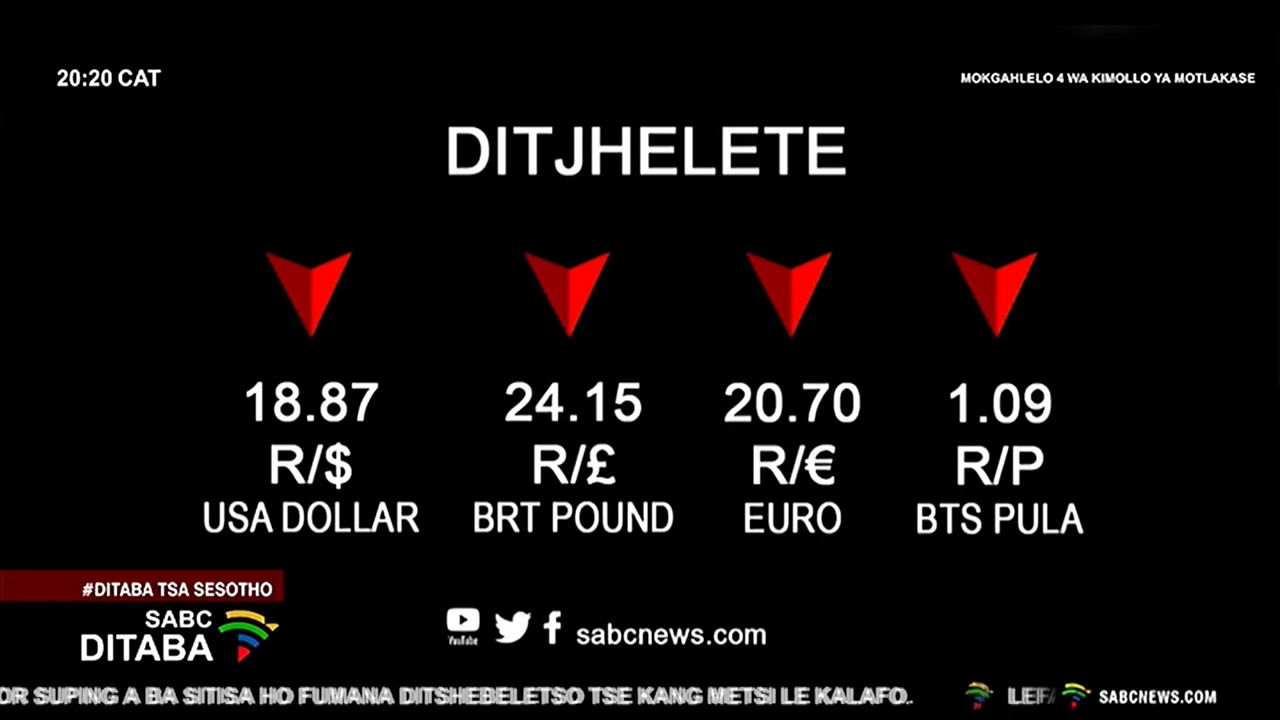 20:20 CAT
MOKGAHLELO 4 WA KIMOLLO YA MOTLAKASE
DITJHELETE
18.87 24.15 20.70 1.09
R/$ R/£ R/€ R/P
USA DOLLAR BRT POUND EURO BTS PULA
#DITABA TSA SESOTHO
SABC
DITABA
YouTube
sabcnews.com
OR SUPING A BA SITISA HO FUMANA DITSHEBELETSO TSE KANG METSI LE KALAFO..
SABCNEWS.COM